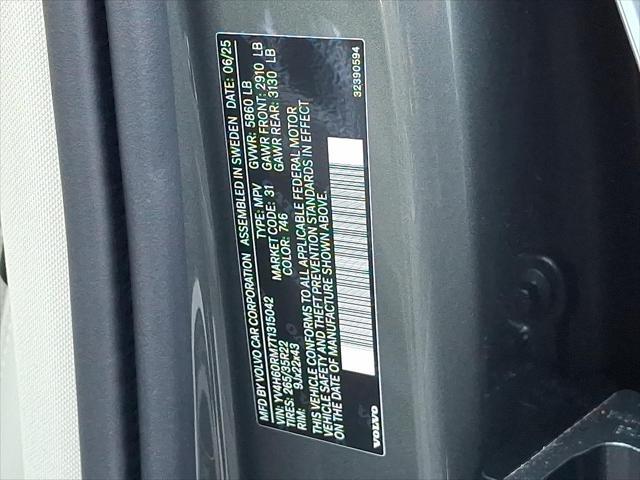 MFD BY VOLVO CAR CORPORATION ASSEMBLED IN SWEDEN DATE: 06/25
VIN: YV4H60RM7T1315042 TYPE: MPV GVWR: 5860 LB
TIRES: 265/35R22 MARKET CODE: 31 GAWR FRONT: 2910 LB
RIM: 9Jx22x43 COLOR: 746 GAWR REAR: 3130 LB
THIS VEHICLE CONFORMS TO ALL APPLICABLE FEDERAL MOTOR
VEHICLE SAFETY AND THEFT PREVENTION STANDARDS IN EFFECT
ON THE DATE OF MANUFACTURE SHOWN ABOVE.
VOLVO 32390594